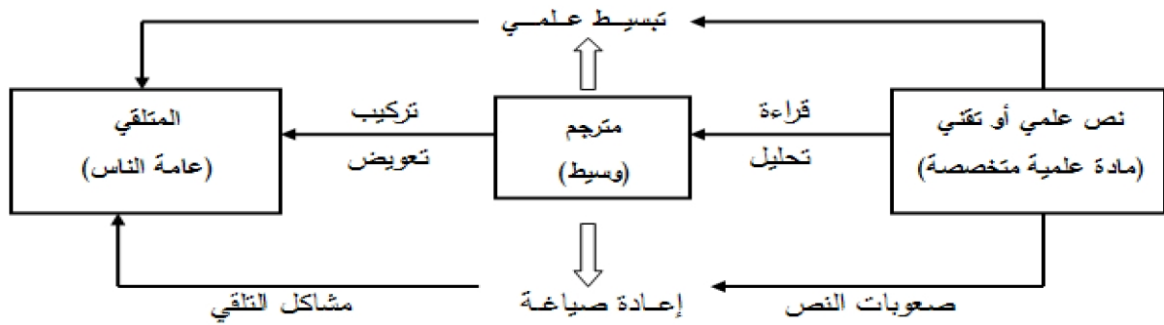 تبسيط علمي
نص علمي أو تقني
(مادة علمية متخصصة)
قراءة
تحليل
مترجم
(وسيط)
تركيب
تعويض
المتلقي
(عامة الناس)
صعوبات النص
إعادة صياغة
مشاكل التلقي